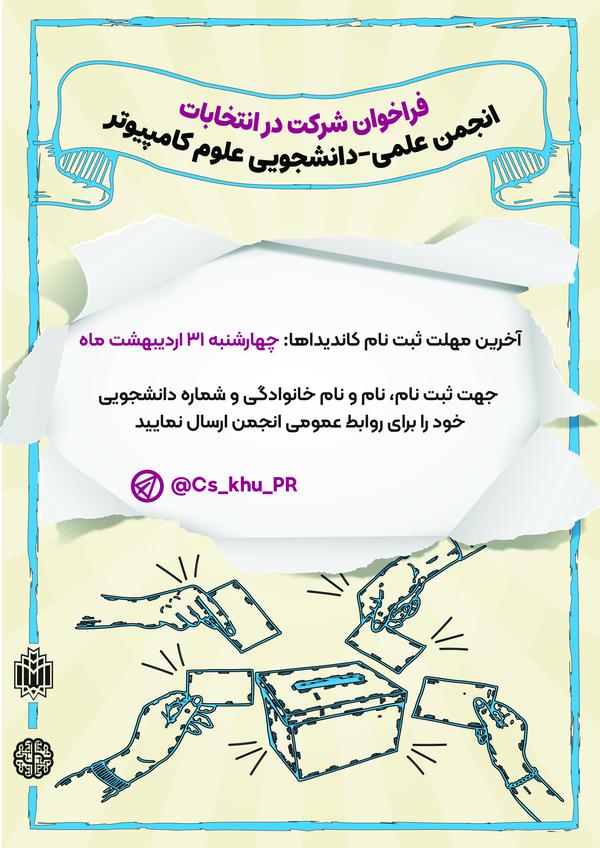 فراخوان شرکت در انتخابات
انجمن علمی-دانشجویی علوم کامپیوتر
آخرین مهلت ثبت نام کاندیداها: چهارشنبه ۳۱ اردیبهشت ماه
جهت ثبت نام، نام و نام خانوادگی و شماره دانشجویی
خود را برای روابط عمومی انجمن ارسال نمایید
@Cs_khu_PR